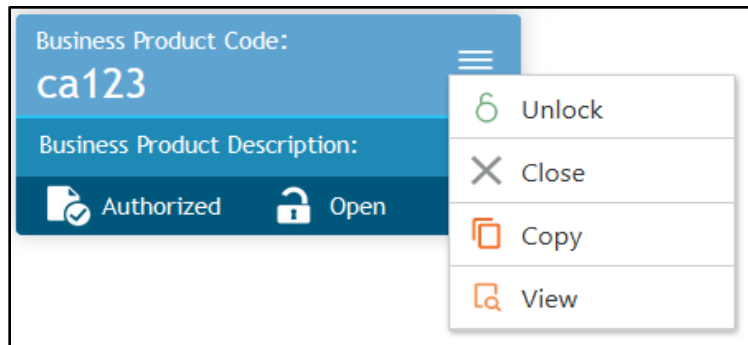 Business Product Code:
ca123
Business Product Description:
Authorized
Open
Unlock
Close
Copy
View